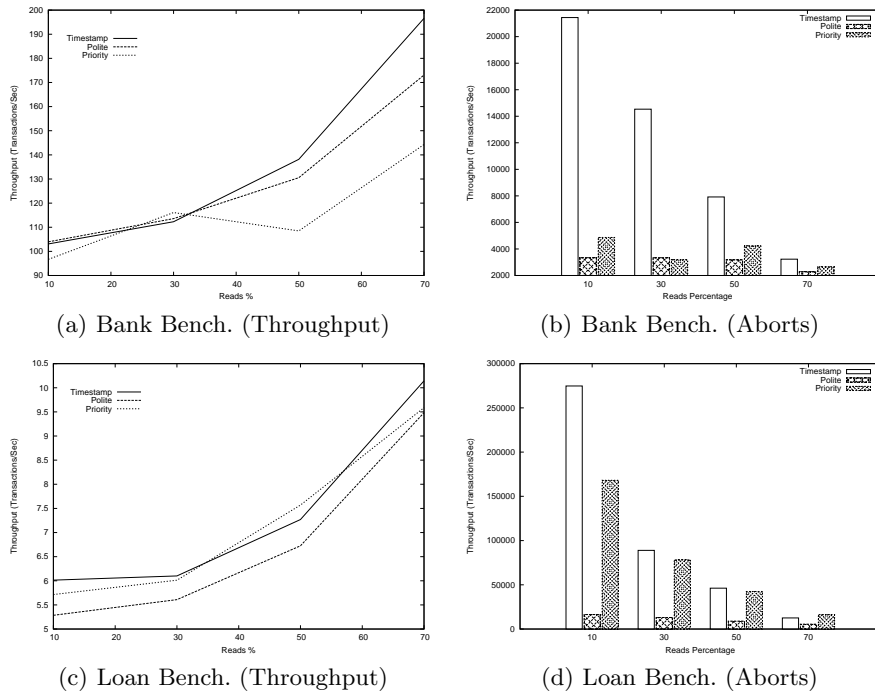 200
190
180
170
160
150
140
130
120
110
100
90
Throughput (Transactions/Sec)
Timestamp
Polite
Priority
10 20 30 40 50 60 70
Reads %
(a) Bank Bench. (Throughput)
22000
20000
18000
16000
14000
12000
10000
8000
6000
4000
2000
Throughput (Transactions/Sec)
Timestamp
Polite
Priority
10 30 50 70
Reads Percentage
(b) Bank Bench. (Aborts)
10.5
10
9.5
9
8.5
8
7.5
7
6.5
6
5.5
5
Throughput (Transactions/Sec)
Timestamp
Polite
Priority
10 20 30 40 50 60 70
Reads %
(c) Loan Bench. (Throughput)
300000
250000
200000
150000
100000
50000
0
Throughput (Transactions/Sec)
Timestamp
Polite
Priority
10 30 50 70
Reads Percentage
(d) Loan Bench. (Aborts)